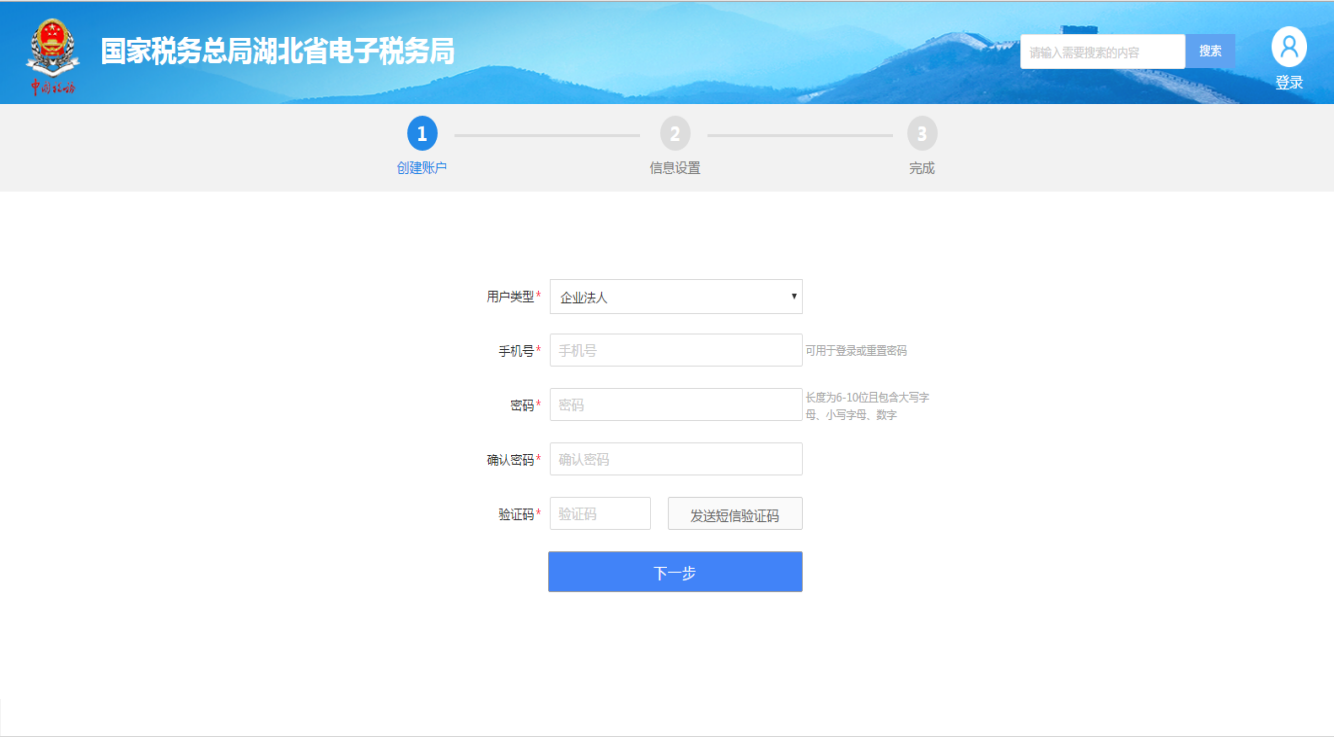 国家税务总局湖北省电子税务局
请输入需要搜索的内容
搜索
登录
中国税务
1
2
3
创建账户
信息设置
完成
用户类型*
企业法人
手机号*
手机号
可用于登录或重置密码
密码*
密码
长度为6-10位且包含大写字
母、小写字母、数字
确认密码*
确认密码
验证码*
验证码
发送短信验证码
下一步